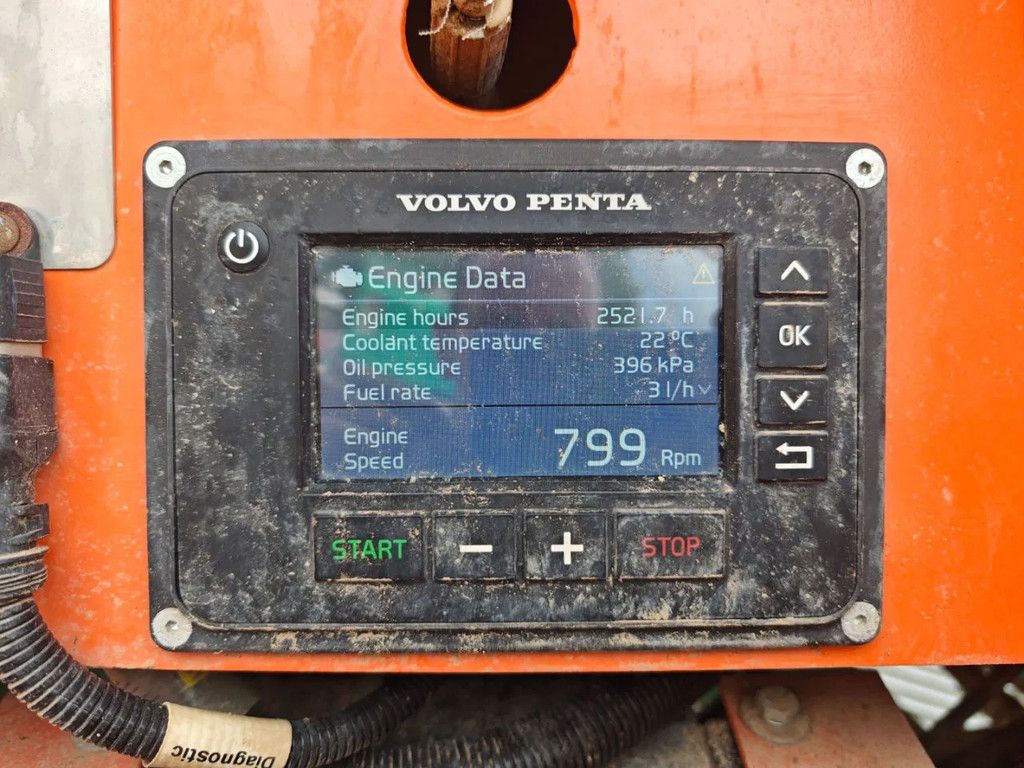 VOLVO PENTA
Engine Data
Engine hours 2521.7 h
Coolant temperature 22 °C
Oil pressure 396 kPa
Fuel rate 3 l/h
Engine Speed 799 Rpm
OK
START − + STOP
Diagnostic